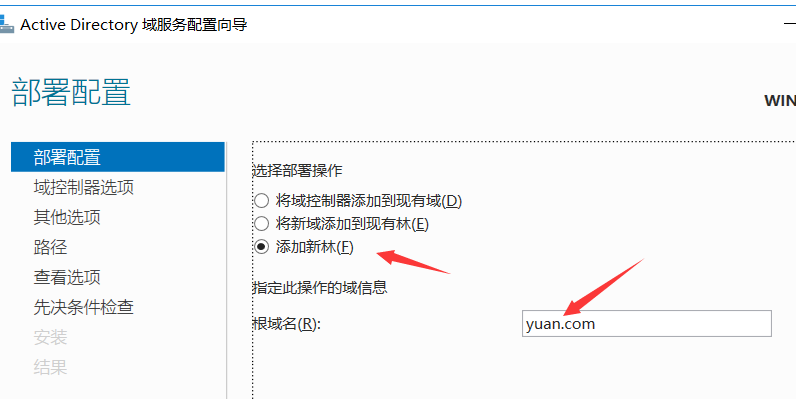 Active Directory 域服务配置向导
部署配置
WIN
部署配置
域控制器选项
其他选项
路径
查看选项
先决条件检查
安装
结果
选择部署操作
将域控制器添加到现有域(D)
将新域添加到现有林(E)
添加新林(F)
指定此操作的域信息
根域名(R):
yuan.com